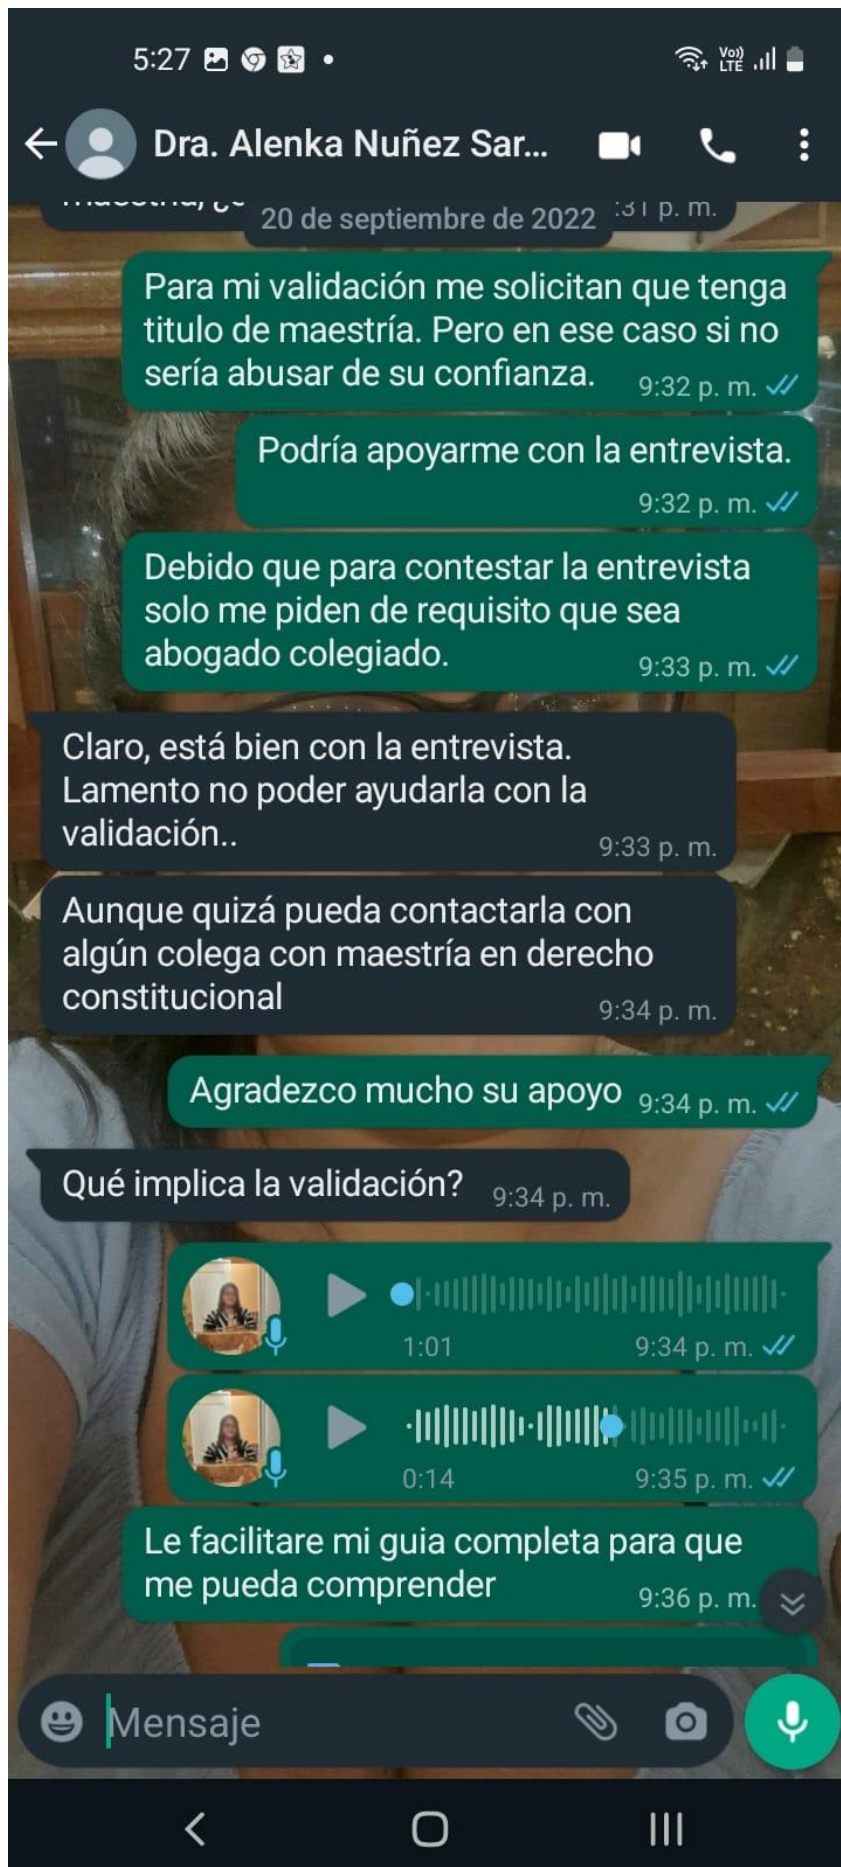 5:27
Vo))
LTE
Dra. Alenka Nuñez Sar...
:31 p. m.
20 de septiembre de 2022
Para mi validación me solicitan que tenga
titulo de maestría. Pero en ese caso si no
sería abusar de su confianza.
9:32 p. m.
Podría apoyarme con la entrevista.
9:32 p. m.
Debido que para contestar la entrevista
solo me piden de requisito que sea
abogado colegiado.
9:33 p. m.
Claro, está bien con la entrevista.
Lamento no poder ayudarla con la
validación..
9:33 p. m.
Aunque quizá pueda contactarla con
algún colega con maestría en derecho
constitucional
9:34 p. m.
Agradezco mucho su apoyo 9:34 p. m.
Qué implica la validación? 9:34 p. m.
1:01 9:34 p. m.
0:14 9:35 p. m.
Le facilitare mi guia completa para que
me pueda comprender
9:36 p. m.
Mensaje